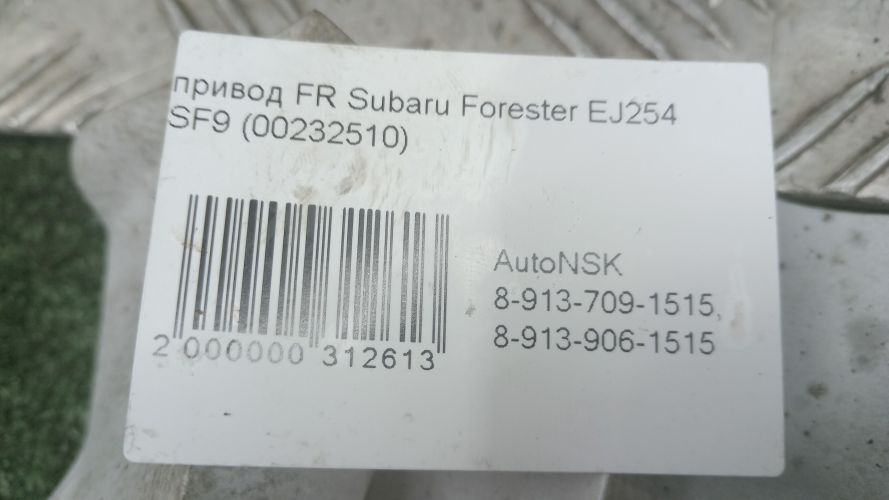 привод FR Subaru Forester EJ254
SF9 (00232510)
AutoNSK
8-913-709-1515,
8-913-906-1515
2 000000 312613